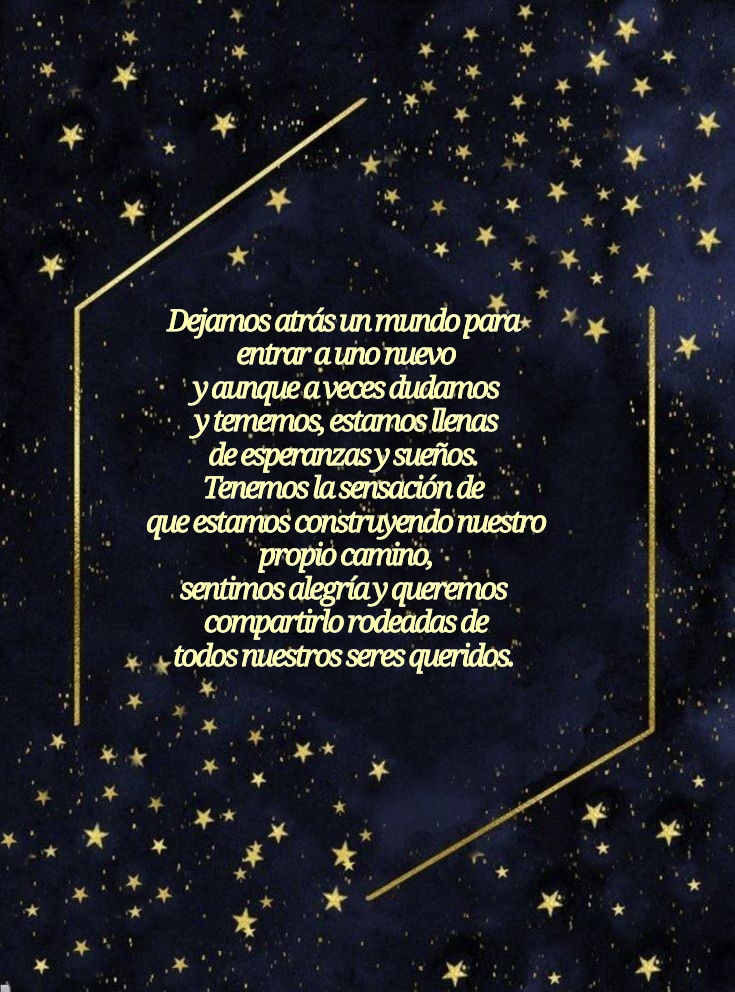 Dejamos atrás un mundo para
entrar a uno nuevo
y aunque a veces dudamos
y tememos, estamos llenas
de esperanzas y sueños.
Tenemos la sensación de
que estamos construyendo nuestro
propio camino,
sentimos alegría y queremos
compartirlo rodeadas de
todos nuestros seres queridos.